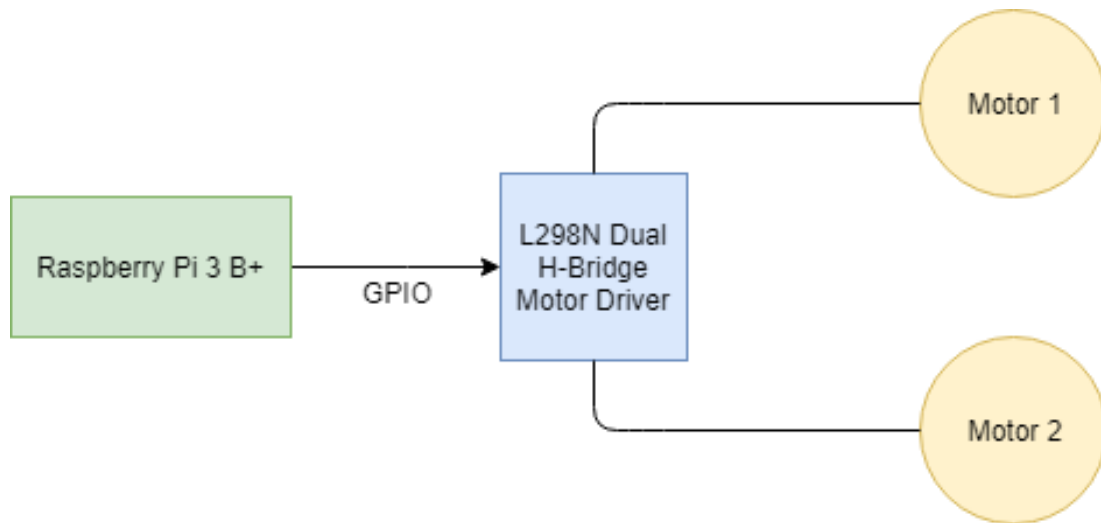 Motor 1
Raspberry Pi 3 B+
GPIO
L298N Dual
H-Bridge
Motor Driver
Motor 2